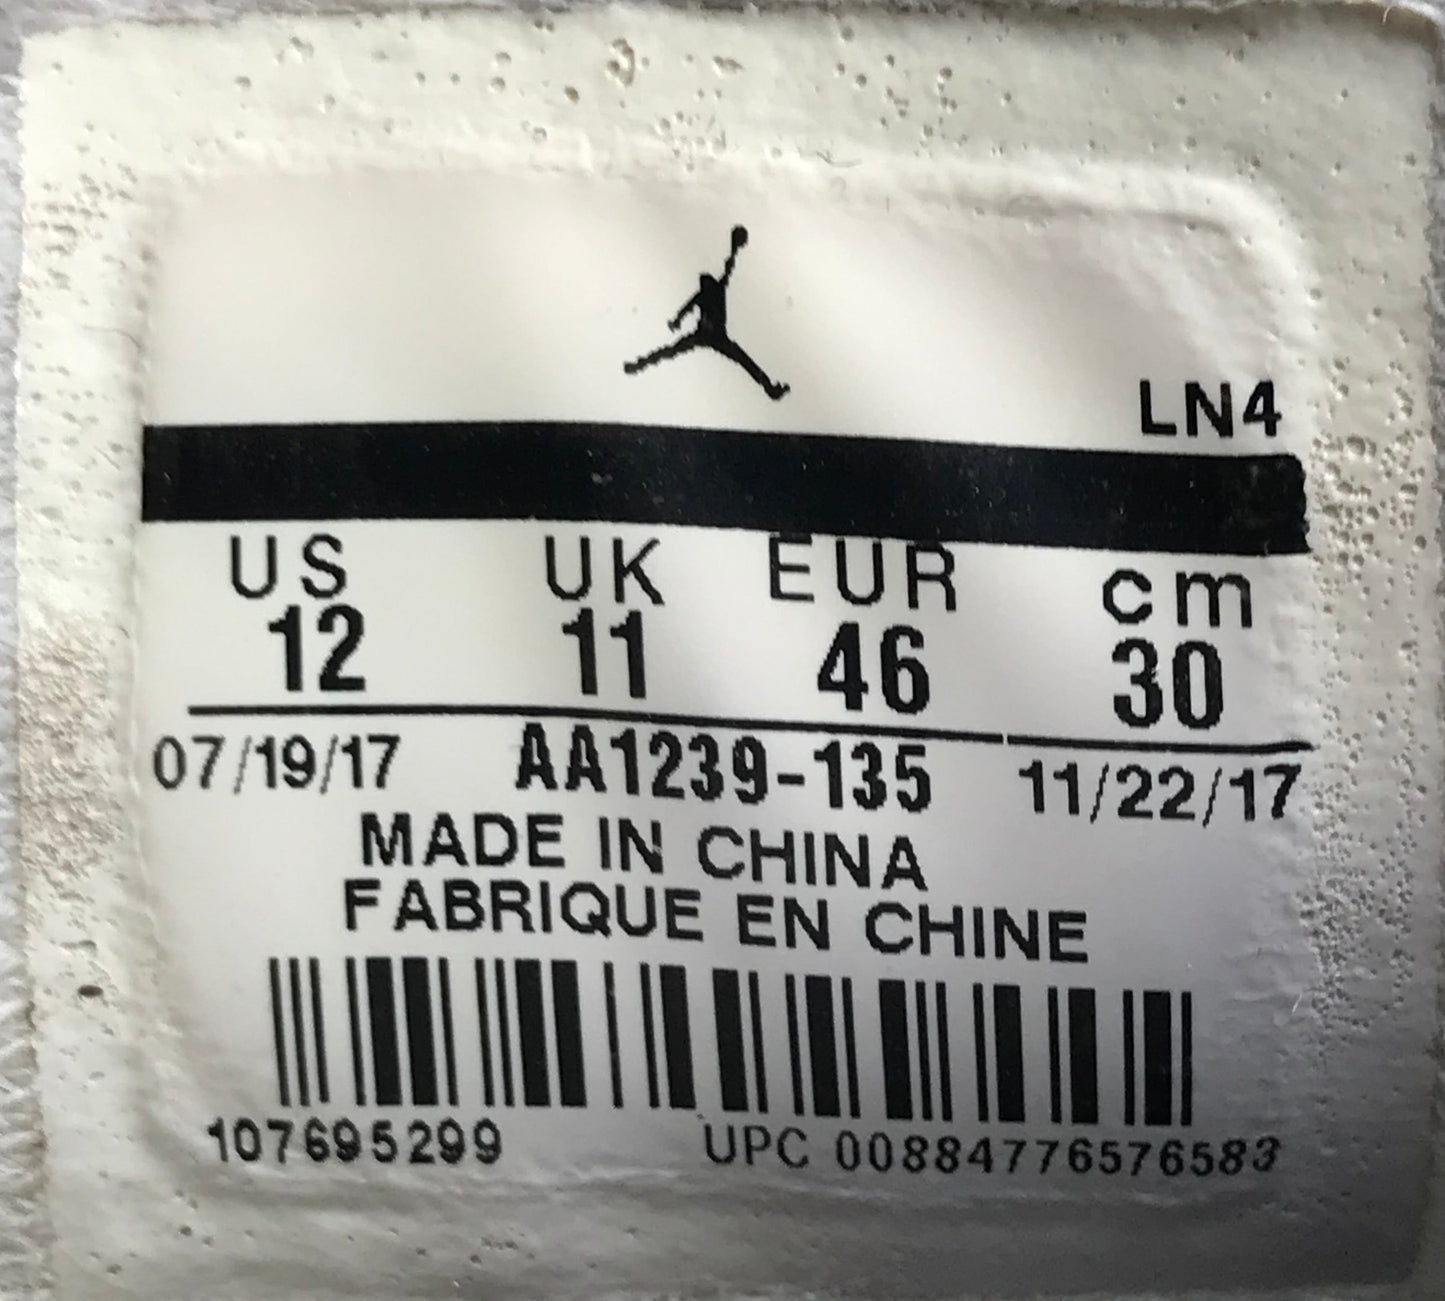 LN4
US UK EUR cm
12 11 46 30
07/19/17 AA1239-135 11/22/17
MADE IN CHINA
FABRIQUE EN CHINE
107695299 UPC 00884776576583